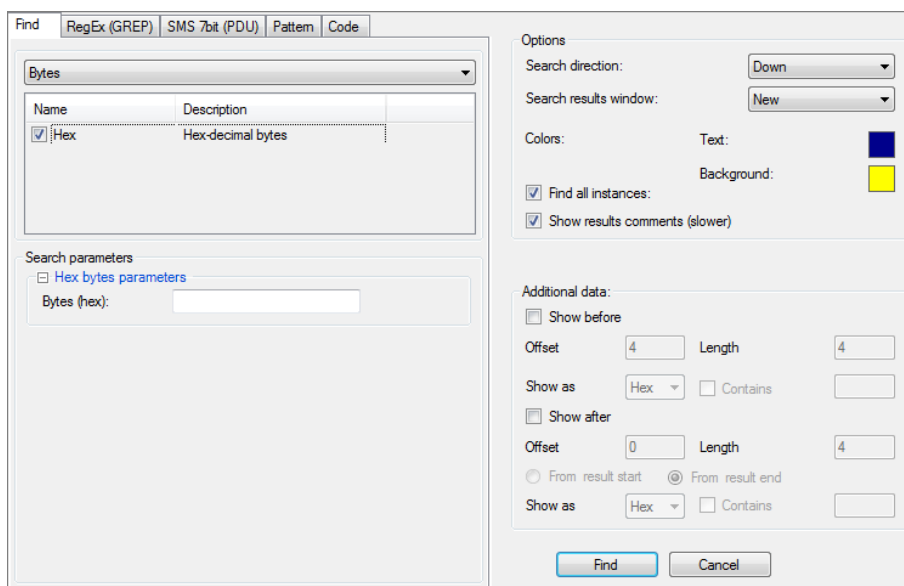 Find RegEx (GREP) SMS 7bit (PDU) Pattern Code
Bytes
Name Description
Hex Hex-decimal bytes
Search parameters
Hex bytes parameters
Bytes (hex):
Options
Search direction: Down
Search results window: New
Colors: Text:
Background:
Find all instances:
Show results comments (slower)
Additional data:
Show before
Offset 4 Length 4
Show as Hex Contains
Show after
Offset 0 Length 4
From result start From result end
Show as Hex Contains
Find Cancel